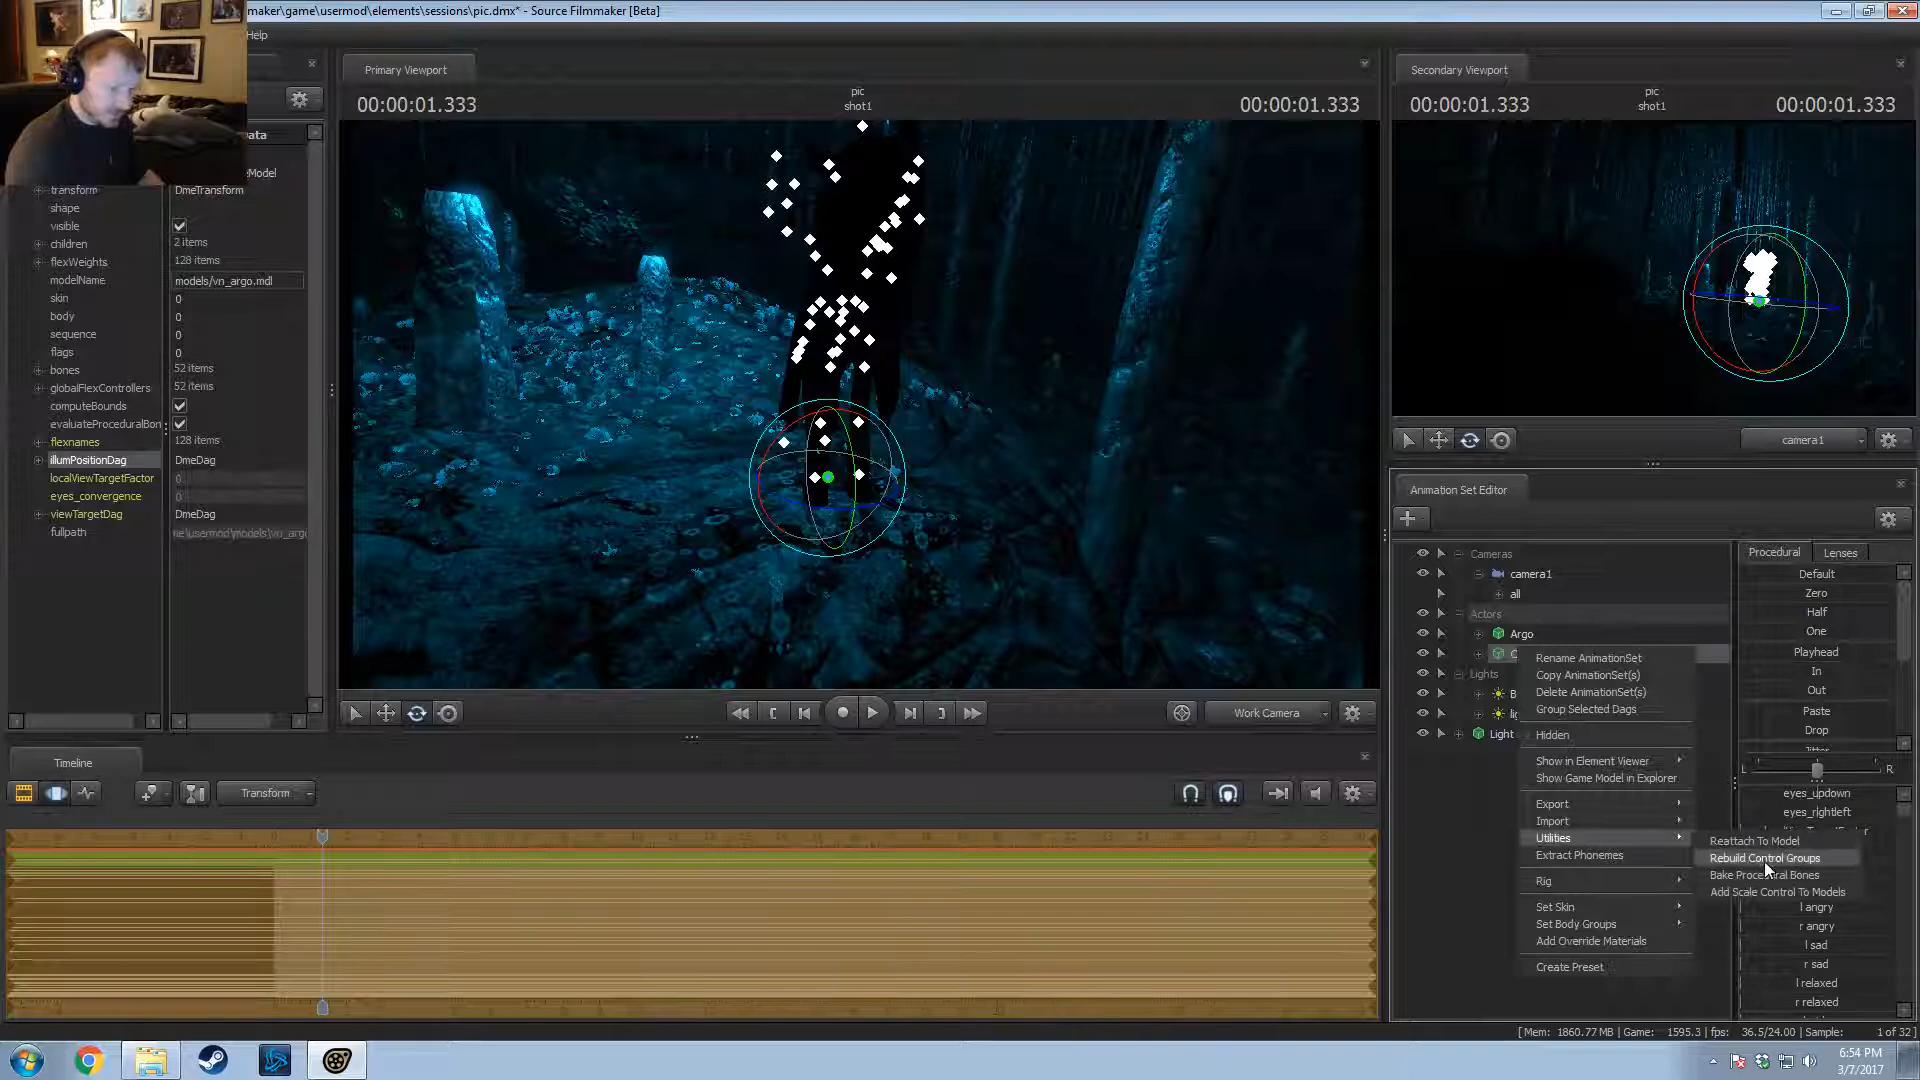 maker\game\usermod\elements\sessions\pic.dmx* - Source Filmmaker [Beta]
Help
Primary Viewport
00:00:01.333
pic
shot1
00:00:01.333
Secondary Viewport
00:00:01.333
pic
shot1
00:00:01.333
transform DmeTransform
shape
visible
children 2 items
flexWeights 128 items
modelName models/vn_argo.mdl
skin 0
body 0
sequence 0
flags 0
bones 52 items
globalFlexControllers 52 items
computeBounds
evaluateProceduralBon
flexnames 128 items
illumPositionDag DmeDag
localViewTargetFactor 0
eyes_convergence 0
viewTargetDag DmeDag
fullpath
Work Camera
camera1
Animation Set Editor
Cameras
camera1
all
Actors
Argo
Lights
Light
Procedural
Lenses
Default
Zero
Half
One
Playhead
In
Out
Paste
Drop
Jitter
L R
eyes_updown
eyes_rightleft
l angry
r angry
l sad
r sad
l relaxed
r relaxed
Rename AnimationSet
Copy AnimationSet(s)
Delete AnimationSet(s)
Group Selected Dags
Hidden
Show in Element Viewer
Show Game Model in Explorer
Export
Import
Utilities
Extract Phonemes
Rig
Set Skin
Set Body Groups
Add Override Materials
Create Preset
Reattach To Model
Rebuild Control Groups
Bake Procedural Bones
Add Scale Control To Models
Timeline
Transform
[ Mem: 1860.77 MB | Game: 1595.3 | fps: 36.5/24.00 | Sample: 1 of 32 ]
6:54 PM
3/7/2017